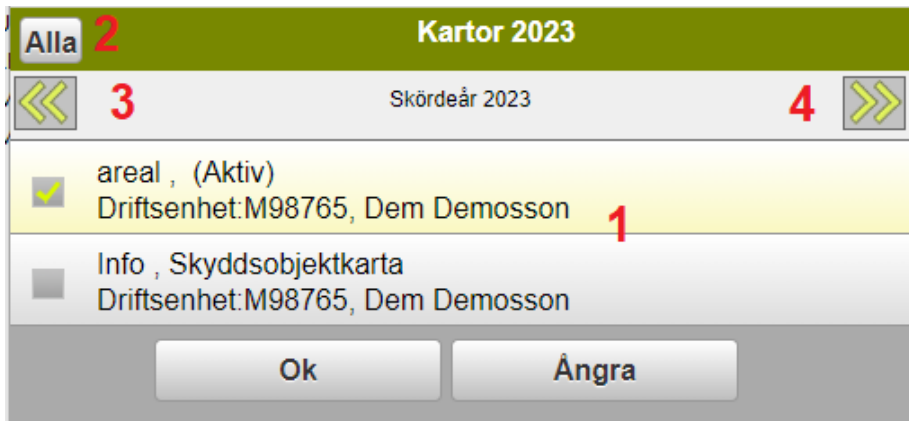 Alla 2 Kartor 2023
3 Skördeår 2023 4
areal , (Aktiv)
Driftsenhet:M98765, Dem Demosson
1
Info , Skyddsobjektkarta
Driftsenhet:M98765, Dem Demosson
Ok Ångra